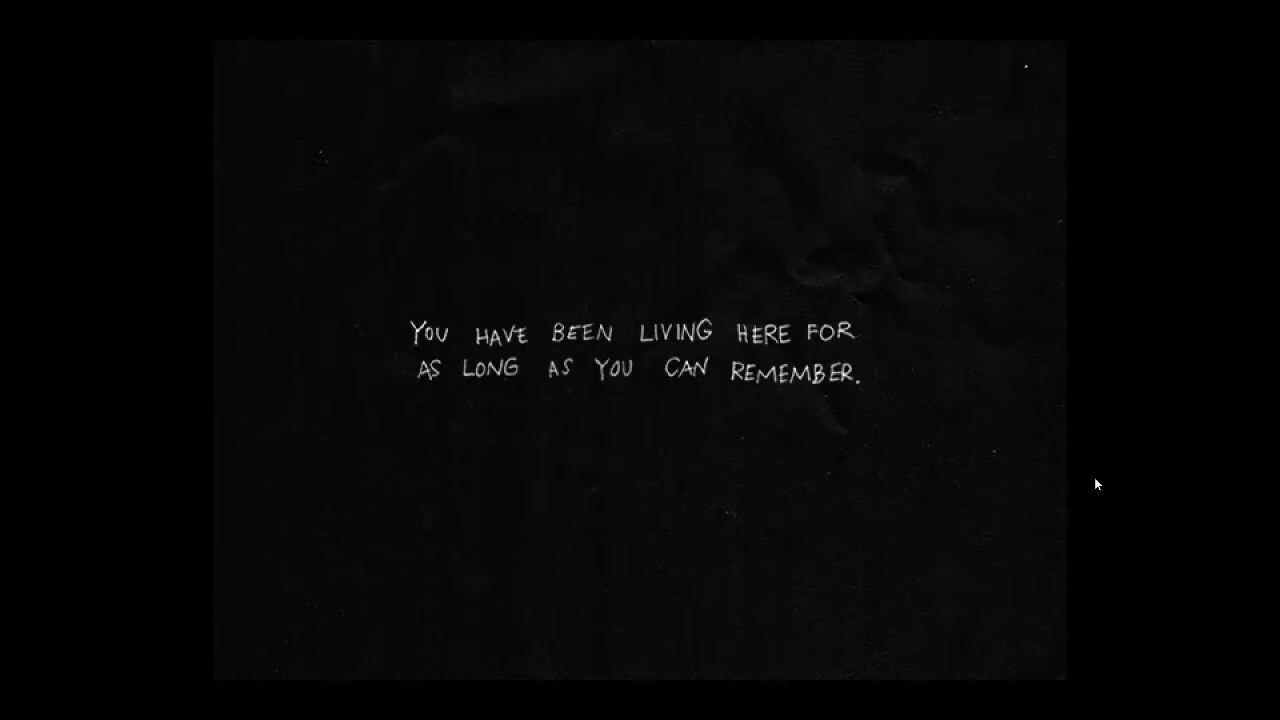 YOU HAVE BEEN LIVING HERE FOR
AS LONG AS YOU CAN REMEMBER.